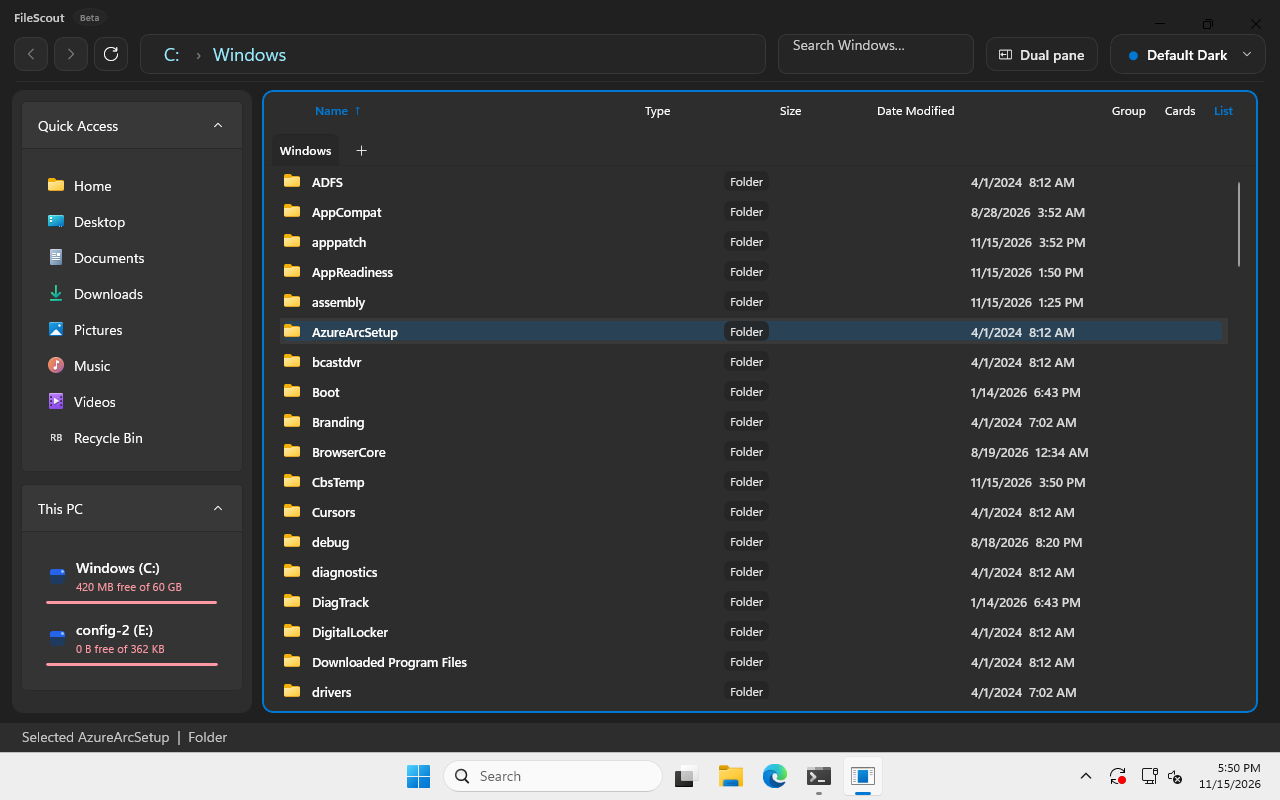 FileScout Beta
C: › Windows
Search Windows...
Dual pane
Default Dark
Quick Access
Home
Desktop
Documents
Downloads
Pictures
Music
Videos
RB Recycle Bin
This PC
Windows (C:)
420 MB free of 60 GB
config-2 (E:)
0 B free of 362 KB
Name ↑ Type Size Date Modified Group Cards List
Windows +
ADFS Folder 4/1/2024 8:12 AM
AppCompat Folder 8/28/2026 3:52 AM
apppatch Folder 11/15/2026 3:52 PM
AppReadiness Folder 11/15/2026 1:50 PM
assembly Folder 11/15/2026 1:25 PM
AzureArcSetup Folder 4/1/2024 8:12 AM
bcastdvr Folder 4/1/2024 8:12 AM
Boot Folder 1/14/2026 6:43 PM
Branding Folder 4/1/2024 7:02 AM
BrowserCore Folder 8/19/2026 12:34 AM
CbsTemp Folder 11/15/2026 3:50 PM
Cursors Folder 4/1/2024 8:12 AM
debug Folder 8/18/2026 8:20 PM
diagnostics Folder 4/1/2024 8:12 AM
DiagTrack Folder 1/14/2026 6:43 PM
DigitalLocker Folder 4/1/2024 8:12 AM
Downloaded Program Files Folder 4/1/2024 8:12 AM
drivers Folder 4/1/2024 7:02 AM
Selected AzureArcSetup | Folder
Search
5:50 PM
11/15/2026